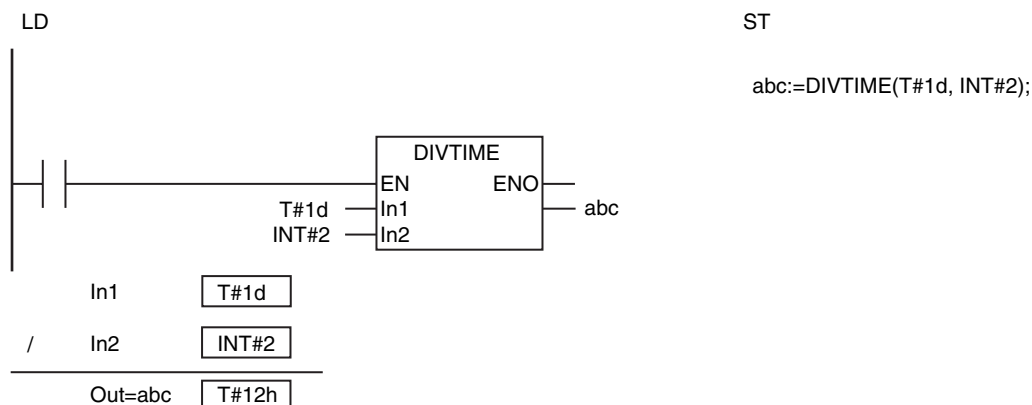 LD
ST
abc:=DIVTIME(T#1d, INT#2);
DIVTIME
EN ENO
T#1d In1 abc
INT#2 In2
In1 T#1d
/ In2 INT#2
Out=abc T#12h